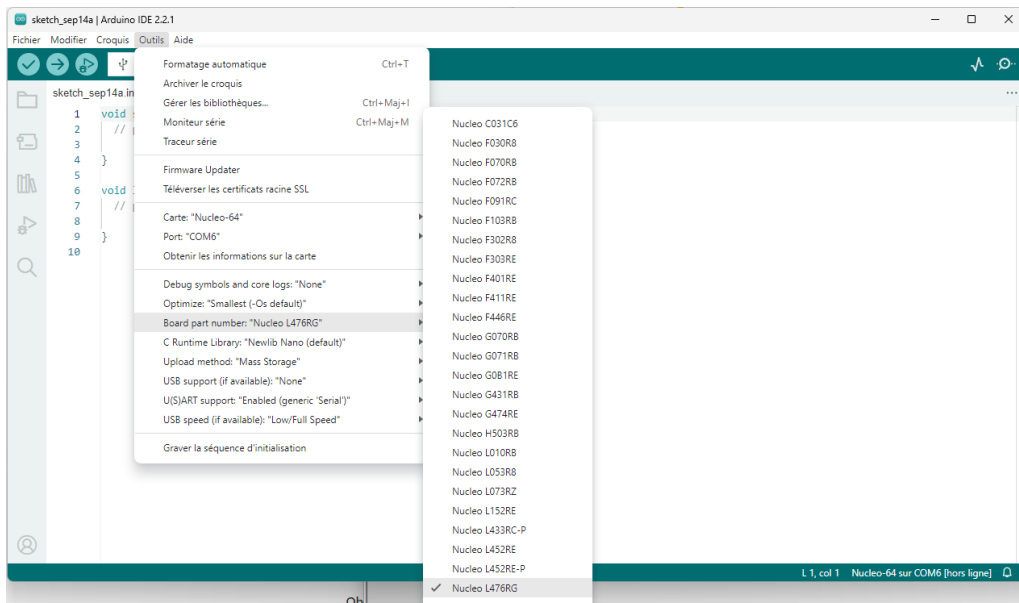 sketch_sep14a | Arduino IDE 2.2.1
Fichier Modifier Croquis Outils Aide
sketch_sep14a.in
1 void
2 //
3
4 }
5
6 void
7 //
8
9 }
10
Formatage automatique Ctrl+T
Archiver le croquis
Gérer les bibliothèques... Ctrl+Maj+I
Moniteur série Ctrl+Maj+M
Traceur série
Firmware Updater
Téléverser les certificats racine SSL
Carte: "Nucleo-64"
Port: "COM6"
Obtenir les informations sur la carte
Debug symbols and core logs: "None"
Optimize: "Smallest (-Os default)"
Board part number: "Nucleo L476RG"
C Runtime Library: "Newlib Nano (default)"
Upload method: "Mass Storage"
USB support (if available): "None"
U(S)ART support: "Enabled (generic 'Serial')"
USB speed (if available): "Low/Full Speed"
Graver la séquence d'initialisation
Nucleo C031C6
Nucleo F030R8
Nucleo F070RB
Nucleo F072RB
Nucleo F091RC
Nucleo F103RB
Nucleo F302R8
Nucleo F303RE
Nucleo F401RE
Nucleo F411RE
Nucleo F446RE
Nucleo G070RB
Nucleo G071RB
Nucleo G0B1RE
Nucleo G431RB
Nucleo G474RE
Nucleo H503RB
Nucleo L010RB
Nucleo L053R8
Nucleo L073RZ
Nucleo L152RE
Nucleo L433RC-P
Nucleo L452RE
Nucleo L452RE-P
Nucleo L476RG
L 1, col 1 Nucleo-64 sur COM6 [hors ligne]